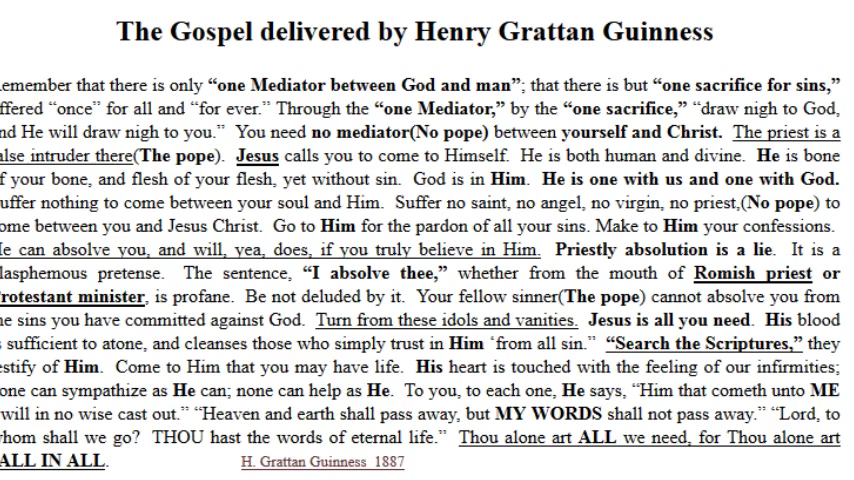 The Gospel delivered by Henry Grattan Guinness
emember that there is only “one Mediator between God and man”; that there is but “one sacrifice for sins,”
ffered “once” for all and “for ever.” Through the “one Mediator,” by the “one sacrifice,” “draw nigh to God,
nd He will draw nigh to you.” You need no mediator(No pope) between yourself and Christ. The priest is a
alse intruder there(The pope). Jesus calls you to come to Himself. He is both human and divine. He is bone
f your bone, and flesh of your flesh, yet without sin. God is in Him. He is one with us and one with God.
uffer nothing to come between your soul and Him. Suffer no saint, no angel, no virgin, no priest,(No pope) to
ome between you and Jesus Christ. Go to Him for the pardon of all your sins. Make to Him your confessions.
He can absolve you, and will, yea, does, if you truly believe in Him. Priestly absolution is a lie. It is a
lasphemous pretense. The sentence, “I absolve thee,” whether from the mouth of Romish priest or
Protestant minister, is profane. Be not deluded by it. Your fellow sinner(The pope) cannot absolve you from
he sins you have committed against God. Turn from these idols and vanities. Jesus is all you need. His blood
s sufficient to atone, and cleanses those who simply trust in Him ‘from all sin.” “Search the Scriptures,” they
estify of Him. Come to Him that you may have life. His heart is touched with the feeling of our infirmities;
one can sympathize as He can; none can help as He. To you, to each one, He says, “Him that cometh unto ME
will in no wise cast out.” “Heaven and earth shall pass away, but MY WORDS shall not pass away.” “Lord, to
whom shall we go? THOU hast the words of eternal life.” Thou alone art ALL we need, for Thou alone art
ALL IN ALL. H. Grattan Guinness 1887